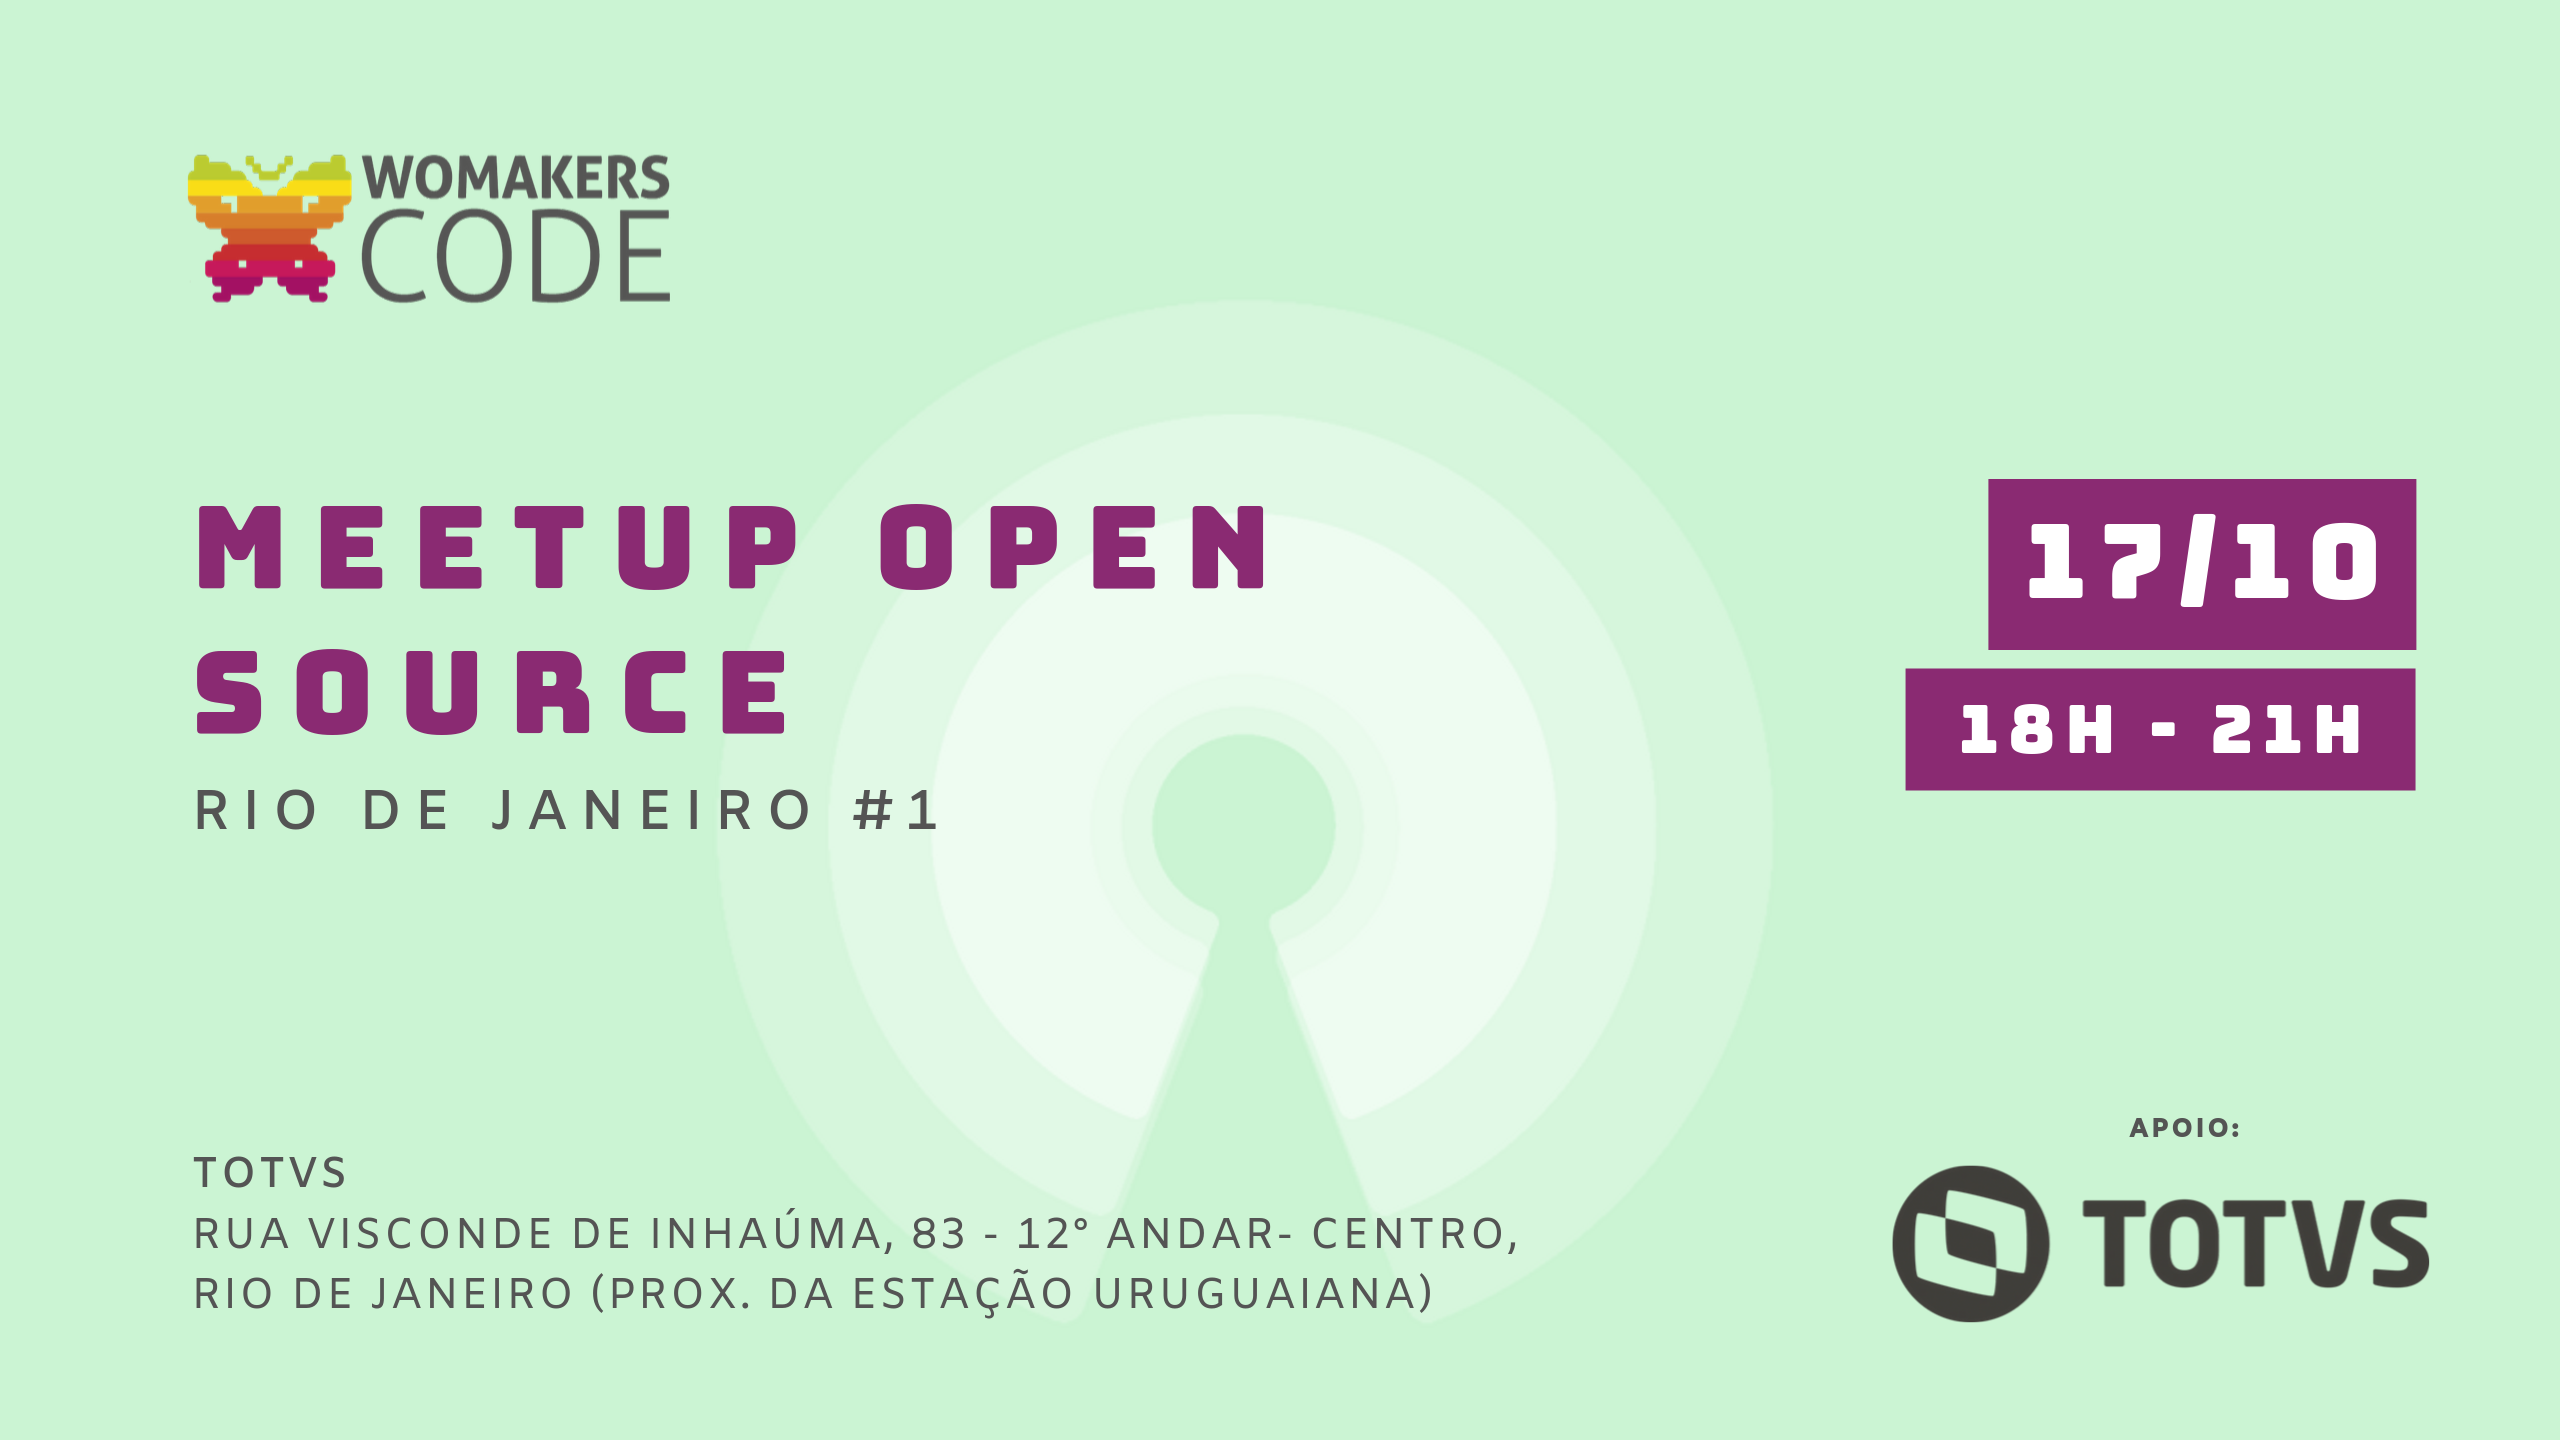 WOMAKERS
CODE
MEETUP OPEN
SOURCE
RIO DE JANEIRO #1
17/10
18H - 21H
TOTVS
RUA VISCONDE DE INHAÚMA, 83 - 12° ANDAR- CENTRO,
RIO DE JANEIRO (PROX. DA ESTAÇÃO URUGUAIANA)
APOIO:
TOTVS